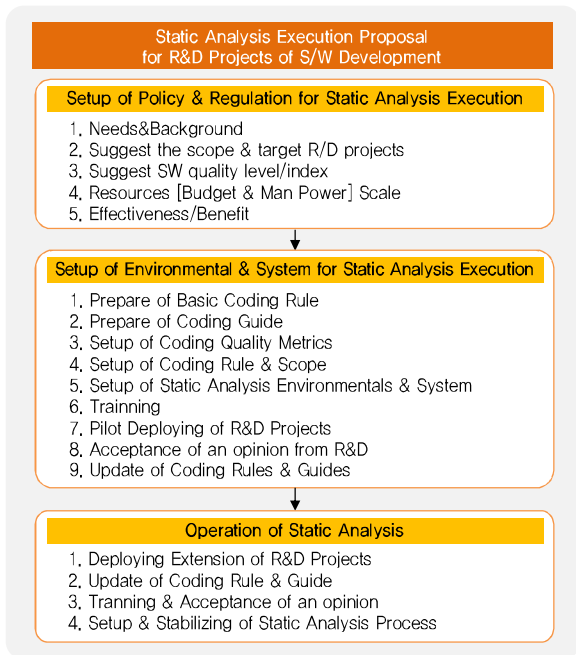 Static Analysis Execution Proposal
for R&D Projects of S/W Development
Setup of Policy & Regulation for Static Analysis Execution
1. Needs&Background
2. Suggest the scope & target R/D projects
3. Suggest SW quality level/index
4. Resources [Budget & Man Power] Scale
5. Effectiveness/Benefit
Setup of Environmental & System for Static Analysis Execution
1. Prepare of Basic Coding Rule
2. Prepare of Coding Guide
3. Setup of Coding Quality Metrics
4. Setup of Coding Rule & Scope
5. Setup of Static Analysis Environmentals & System
6. Trainning
7. Pilot Deploying of R&D Projects
8. Acceptance of an opinion from R&D
9. Update of Coding Rules & Guides
Operation of Static Analysis
1. Deploying Extension of R&D Projects
2. Update of Coding Rule & Guide
3. Tranning & Acceptance of an opinion
4. Setup & Stabilizing of Static Analysis Process